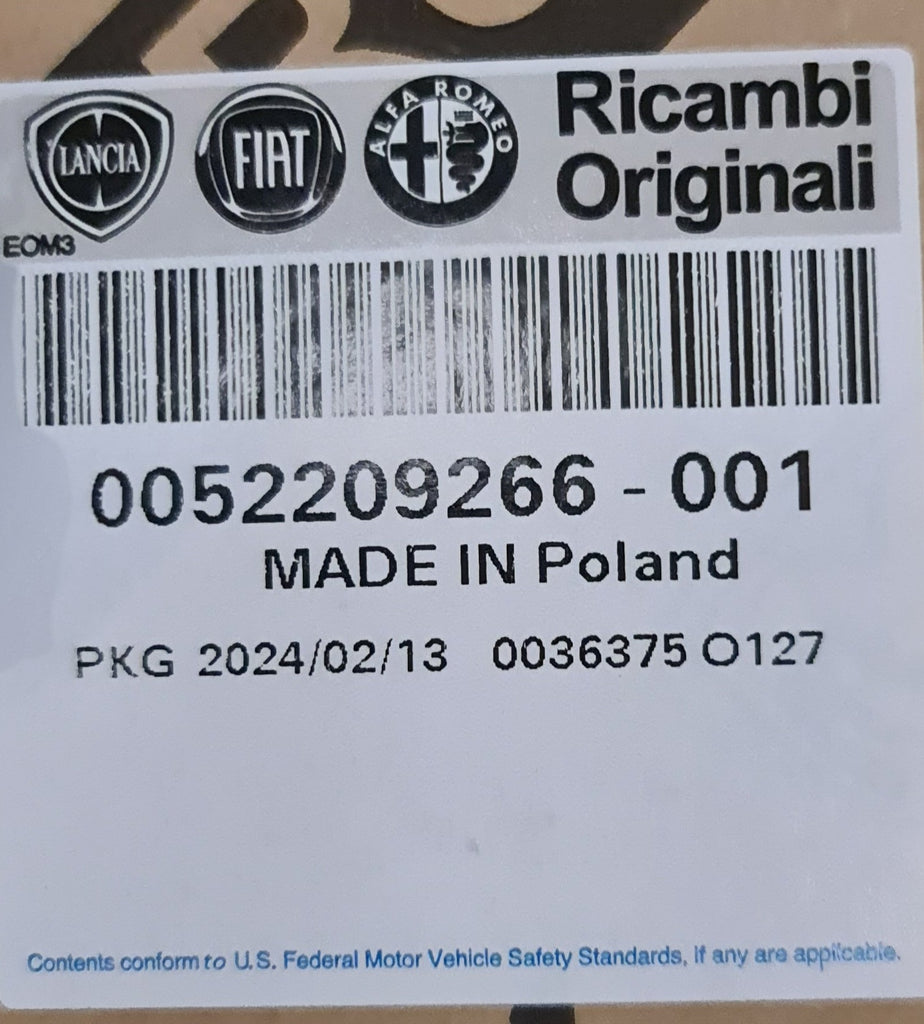 LANCIA
FIAT
ALFA ROMEO
Ricambi
Originali
EOM3
0052209266 - 001
MADE IN Poland
PKG 2024/02/13 0036375 O127
Contents conform to U.S. Federal Motor Vehicle Safety Standards, If any are applicable.